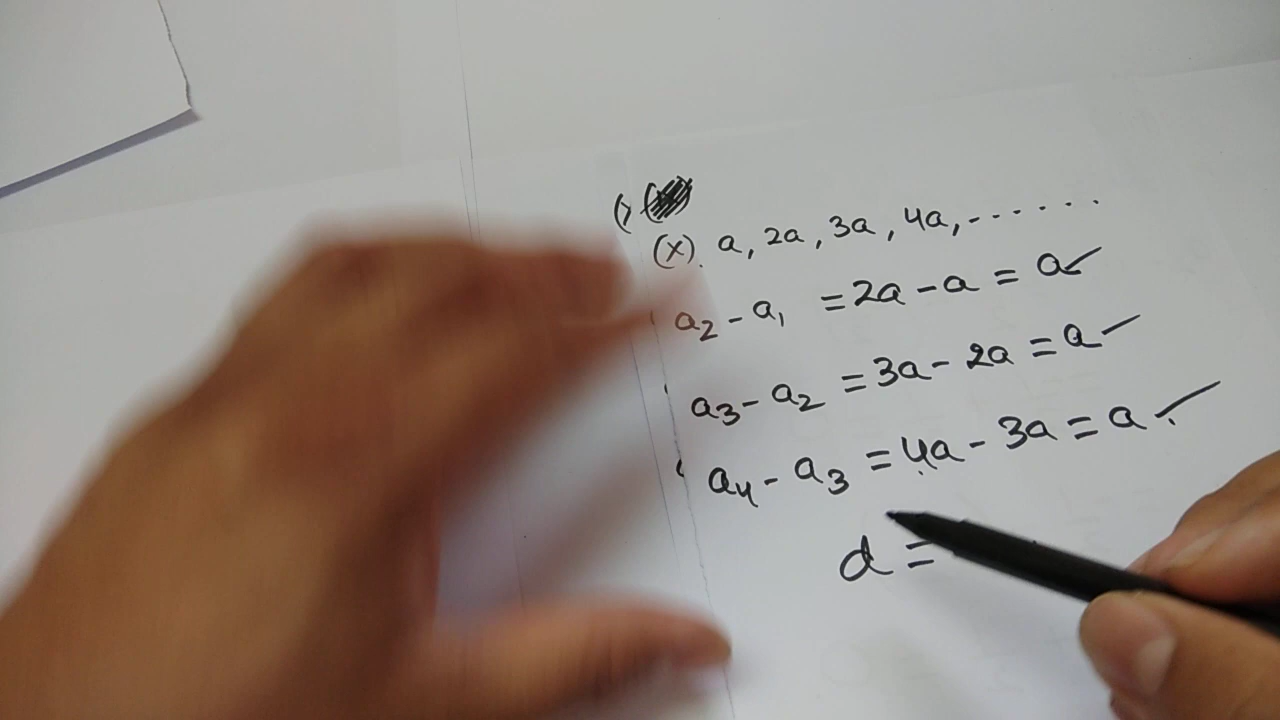 (x). a, 2a, 3a, 4a, - - - - - -
a₂ - a₁ = 2a - a = a ✓
a₃ - a₂ = 3a - 2a = a ✓
a₄ - a₃ = 4a - 3a = a ✓
d =